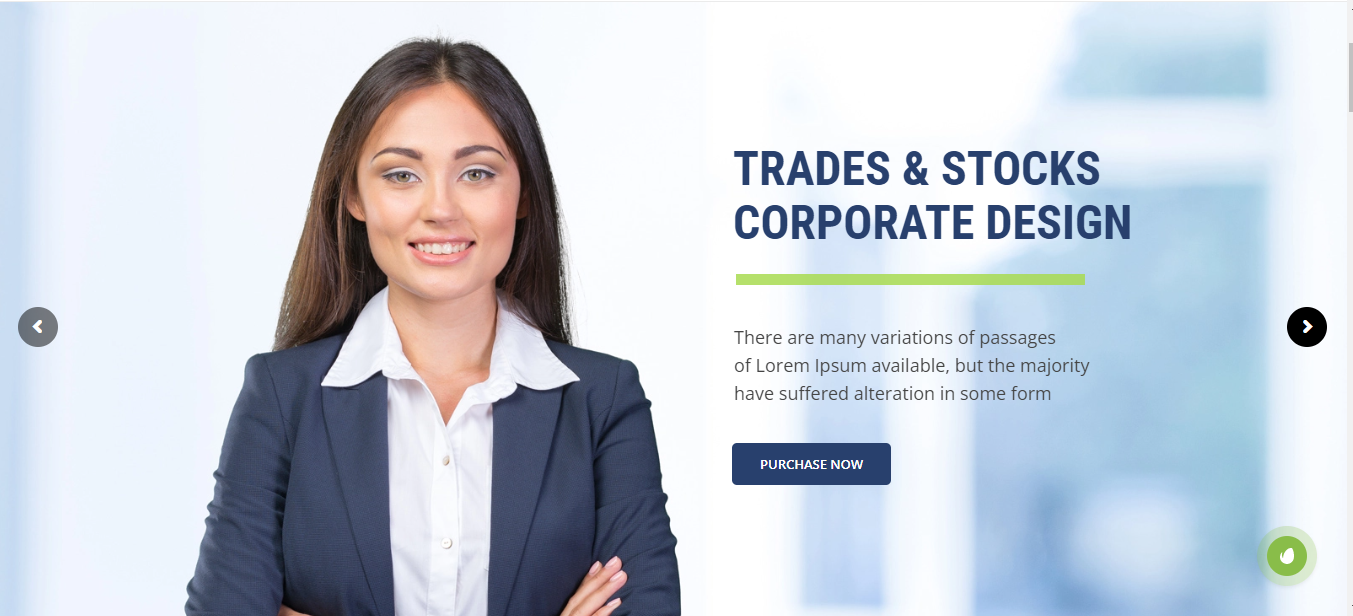 TRADES & STOCKS
CORPORATE DESIGN
There are many variations of passages
of Lorem Ipsum available, but the majority
have suffered alteration in some form
PURCHASE NOW